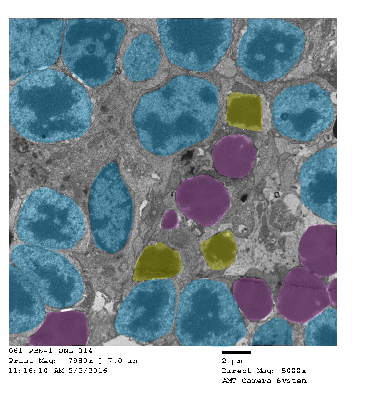 Print Mag: 7980x @ 7.0 in
11:16:10 AM 5/3/2016
2 µm
Direct Mag: 5000x
AMT Camera System